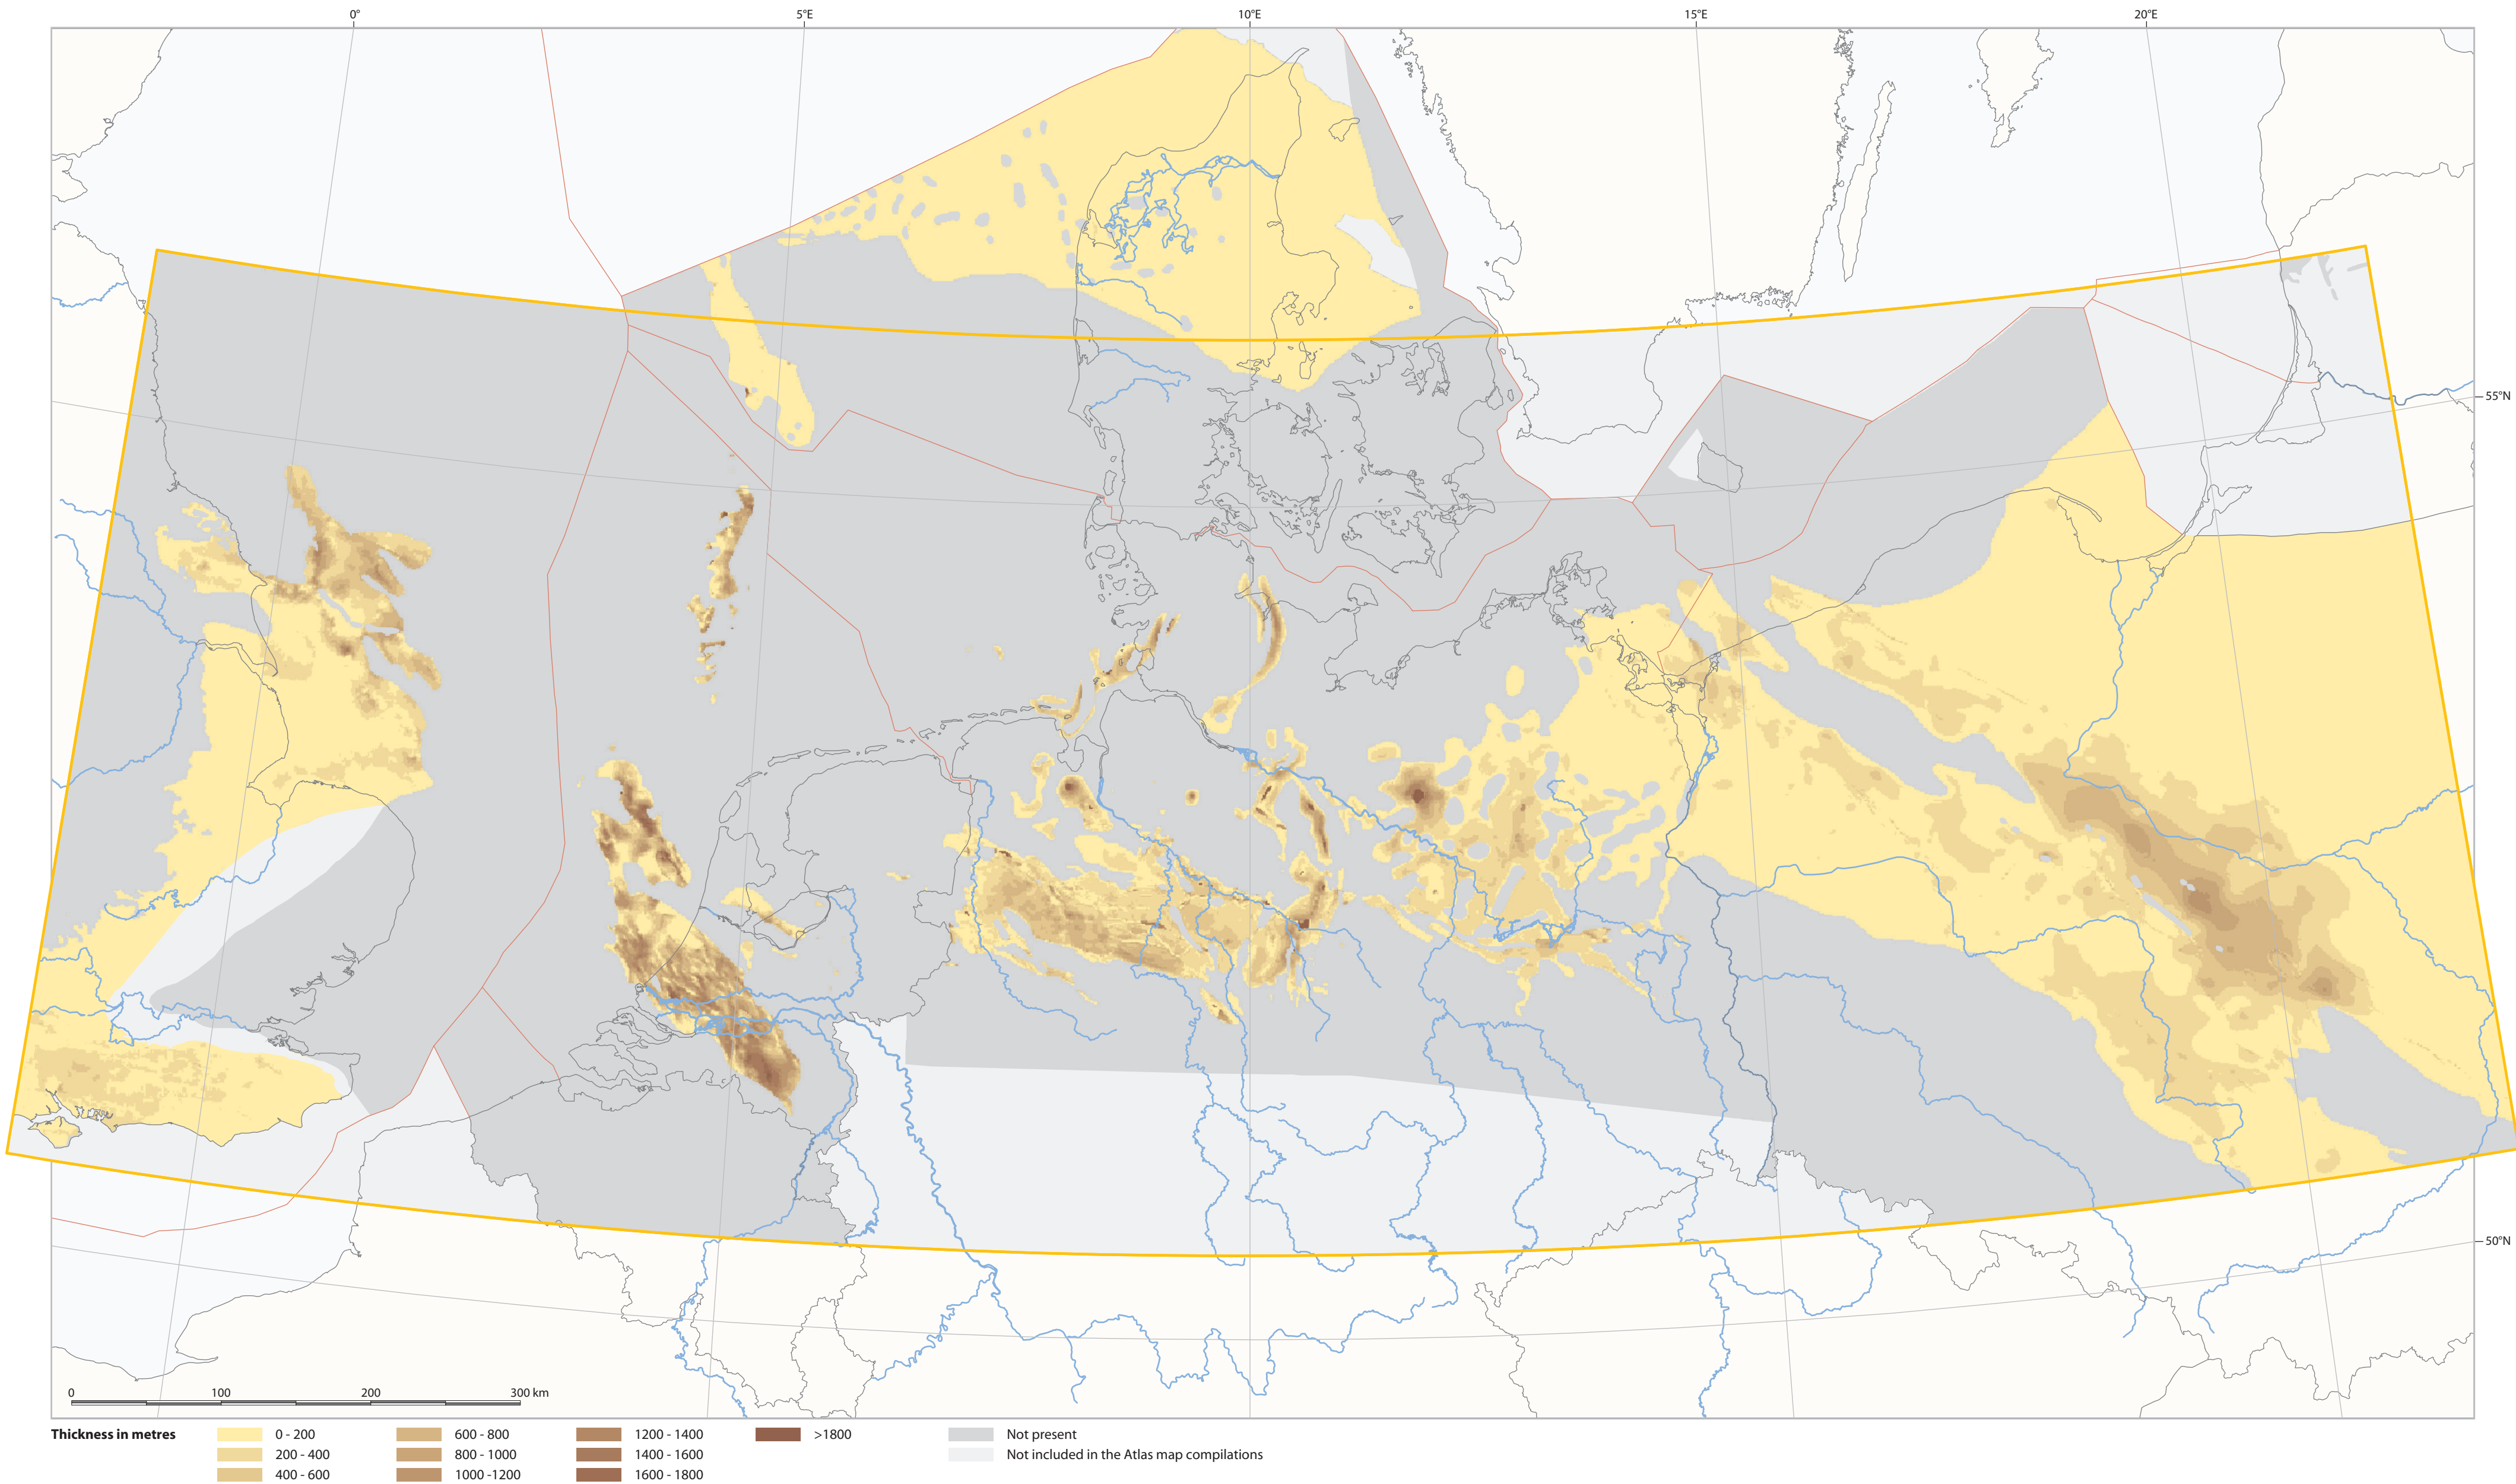 0° 5°E 10°E 15°E 20°E
55°N
50°N
0 100 200 300 km
Thickness in metres 0 - 200 600 - 800 1200 - 1400 >1800 Not present
200 - 400 800 - 1000 1400 - 1600 Not included in the Atlas map compilations
400 - 600 1000 -1200 1600 - 1800